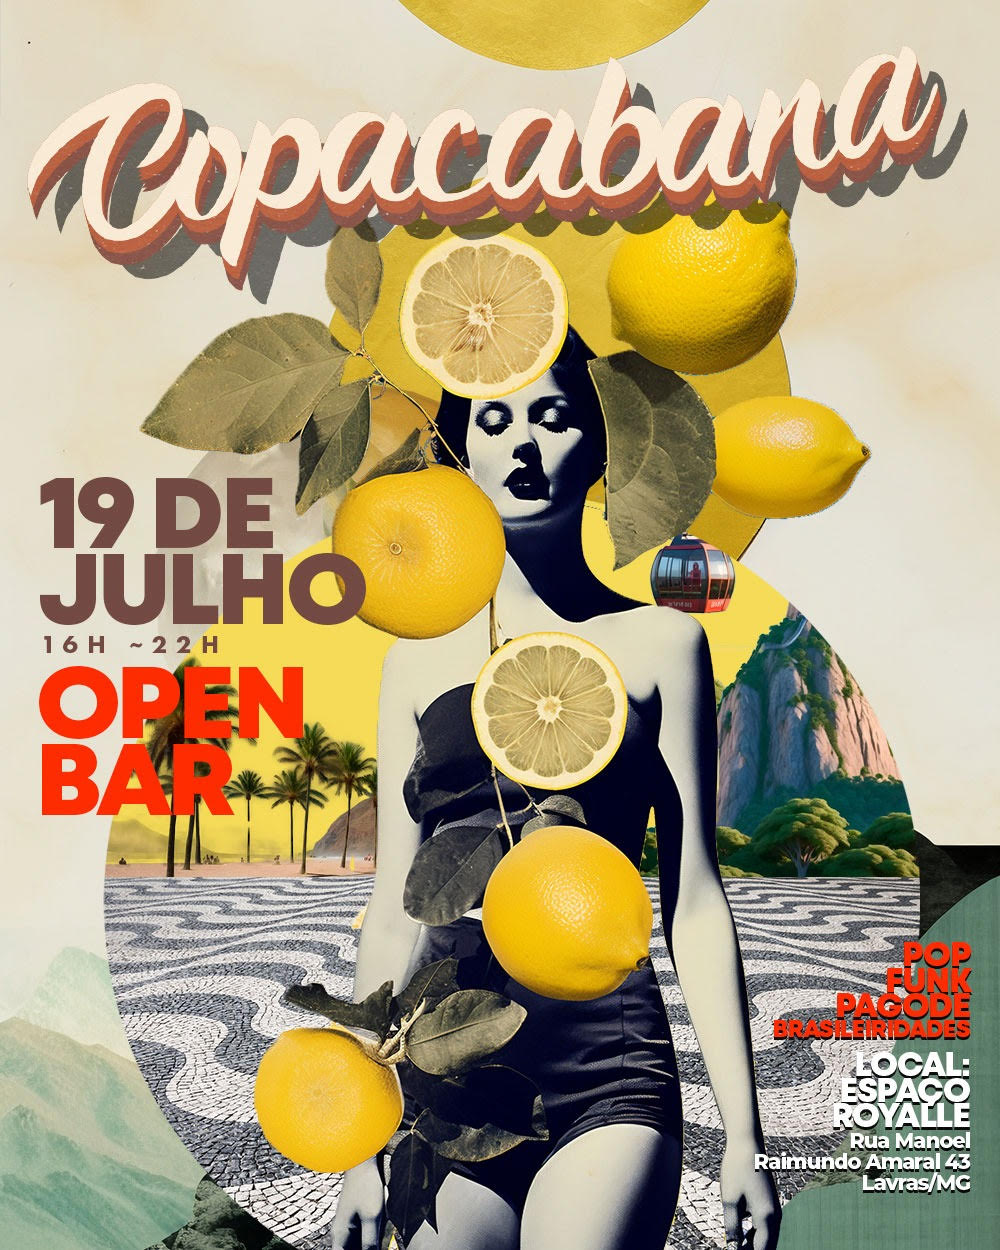 Copacabana
19 DE
JULHO
16H ~22H
OPEN
BAR
POP
FUNK
PAGODE
BRASILEIRIDADES
LOCAL:
ESPAÇO
ROYALLE
Rua Manoel
Raimundo Amaral 43
Lavras/MG